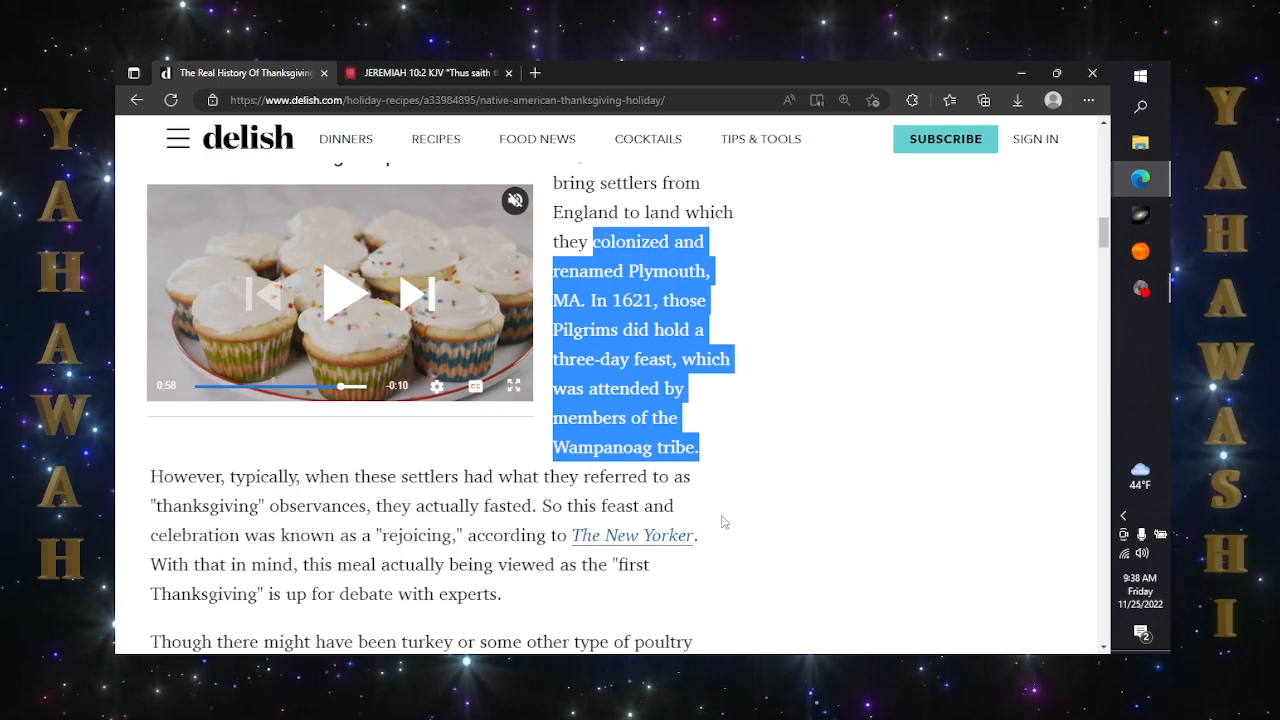 YAHAWAH
The Real History Of Thanksgiving
JEREMIAH 10:2 KJV "Thus saith t
https://www.delish.com/holiday-recipes/a33984895/native-american-thanksgiving-holiday/
delish
DINNERS
RECIPES
FOOD NEWS
COCKTAILS
TIPS & TOOLS
SUBSCRIBE
SIGN IN
0:58
-0:10
CC
bring settlers from
England to land which
they colonized and
renamed Plymouth,
MA. In 1621, those
Pilgrims did hold a
three-day feast, which
was attended by
members of the
Wampanoag tribe.
However, typically, when these settlers had what they referred to as
"thanksgiving" observances, they actually fasted. So this feast and
celebration was known as a "rejoicing," according to The New Yorker.
With that in mind, this meal actually being viewed as the "first
Thanksgiving" is up for debate with experts.
Though there might have been turkey or some other type of poultry
44°F
9:38 AM
Friday
11/25/2022
2
YAHAWASHI